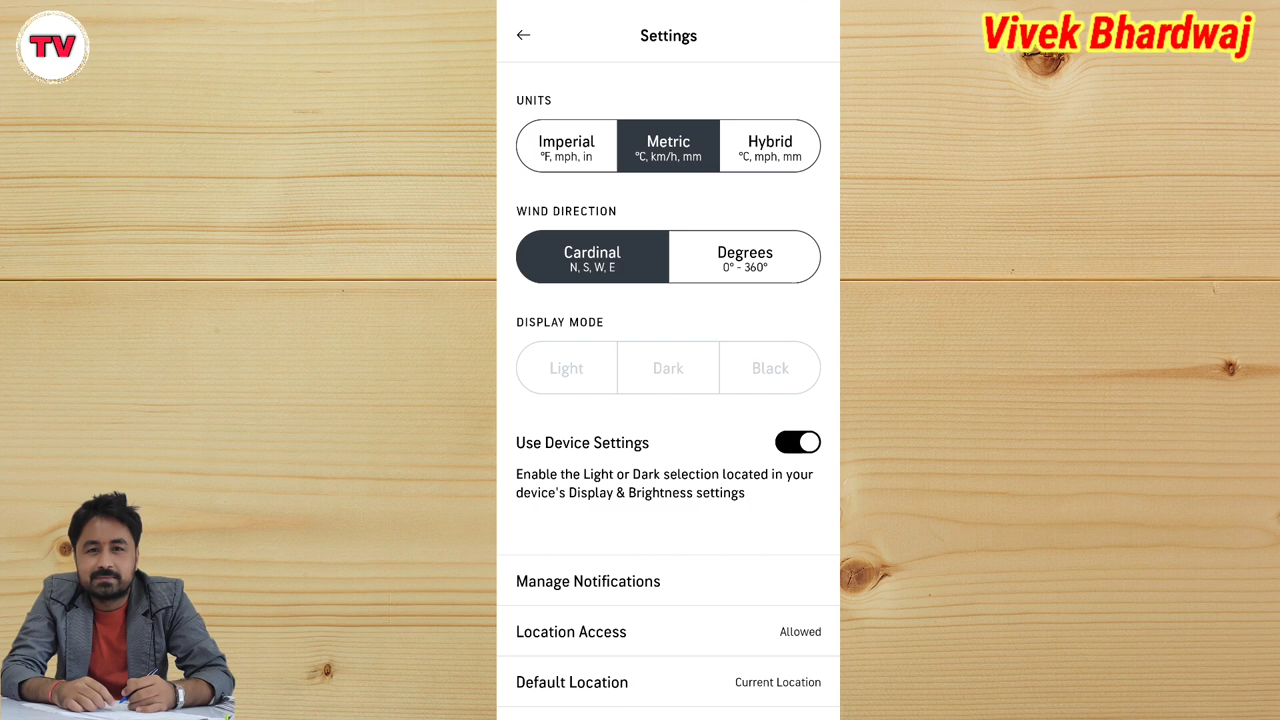 TV
Vivek Bhardwaj
Settings
UNITS
Imperial
°F, mph, in
Metric
°C, km/h, mm
Hybrid
°C, mph, mm
WIND DIRECTION
Cardinal
N, S, W, E
Degrees
0° - 360°
DISPLAY MODE
Light
Dark
Black
Use Device Settings
Enable the Light or Dark selection located in your
device's Display & Brightness settings
Manage Notifications
Location Access
Allowed
Default Location
Current Location